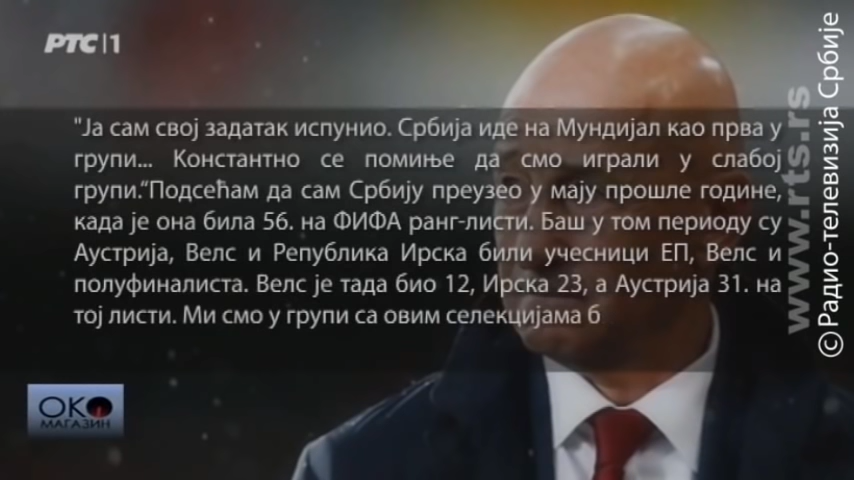 РТС|1
"Ја сам свој задатак испунио. Србија иде на Мундијал као прва у
групи... Константно се помиње да смо играли у слабој
групи.“Подсећам да сам Србију преузео у мају прошле године,
када је она била 56. на ФИФА ранг-листи. Баш у том периоду су
Аустрија, Велс и Република Ирска били учесници ЕП, Велс и
полуфиналиста. Велс је тада био 12, Ирска 23, а Аустрија 31. на
тој листи. Ми смо у групи са овим селекцијама б
ОКО
МАГАЗИН
www.rts.rs
© Радио-телевизија Србије